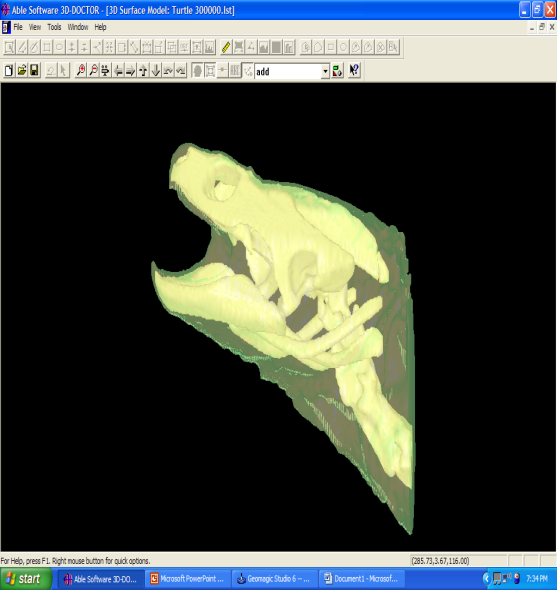 Able Software 3D-DOCTOR - [3D Surface Model: Turtle 300000.lst]
File View Tools Window Help
add
For Help, press F1. Right mouse button for quick options.
(285.73,3.67,116.00)
start
Able Software 3D-DO...
Microsoft PowerPoint ...
Geomagic Studio 6 -- ...
Document1 - Microsof...
7:34 PM